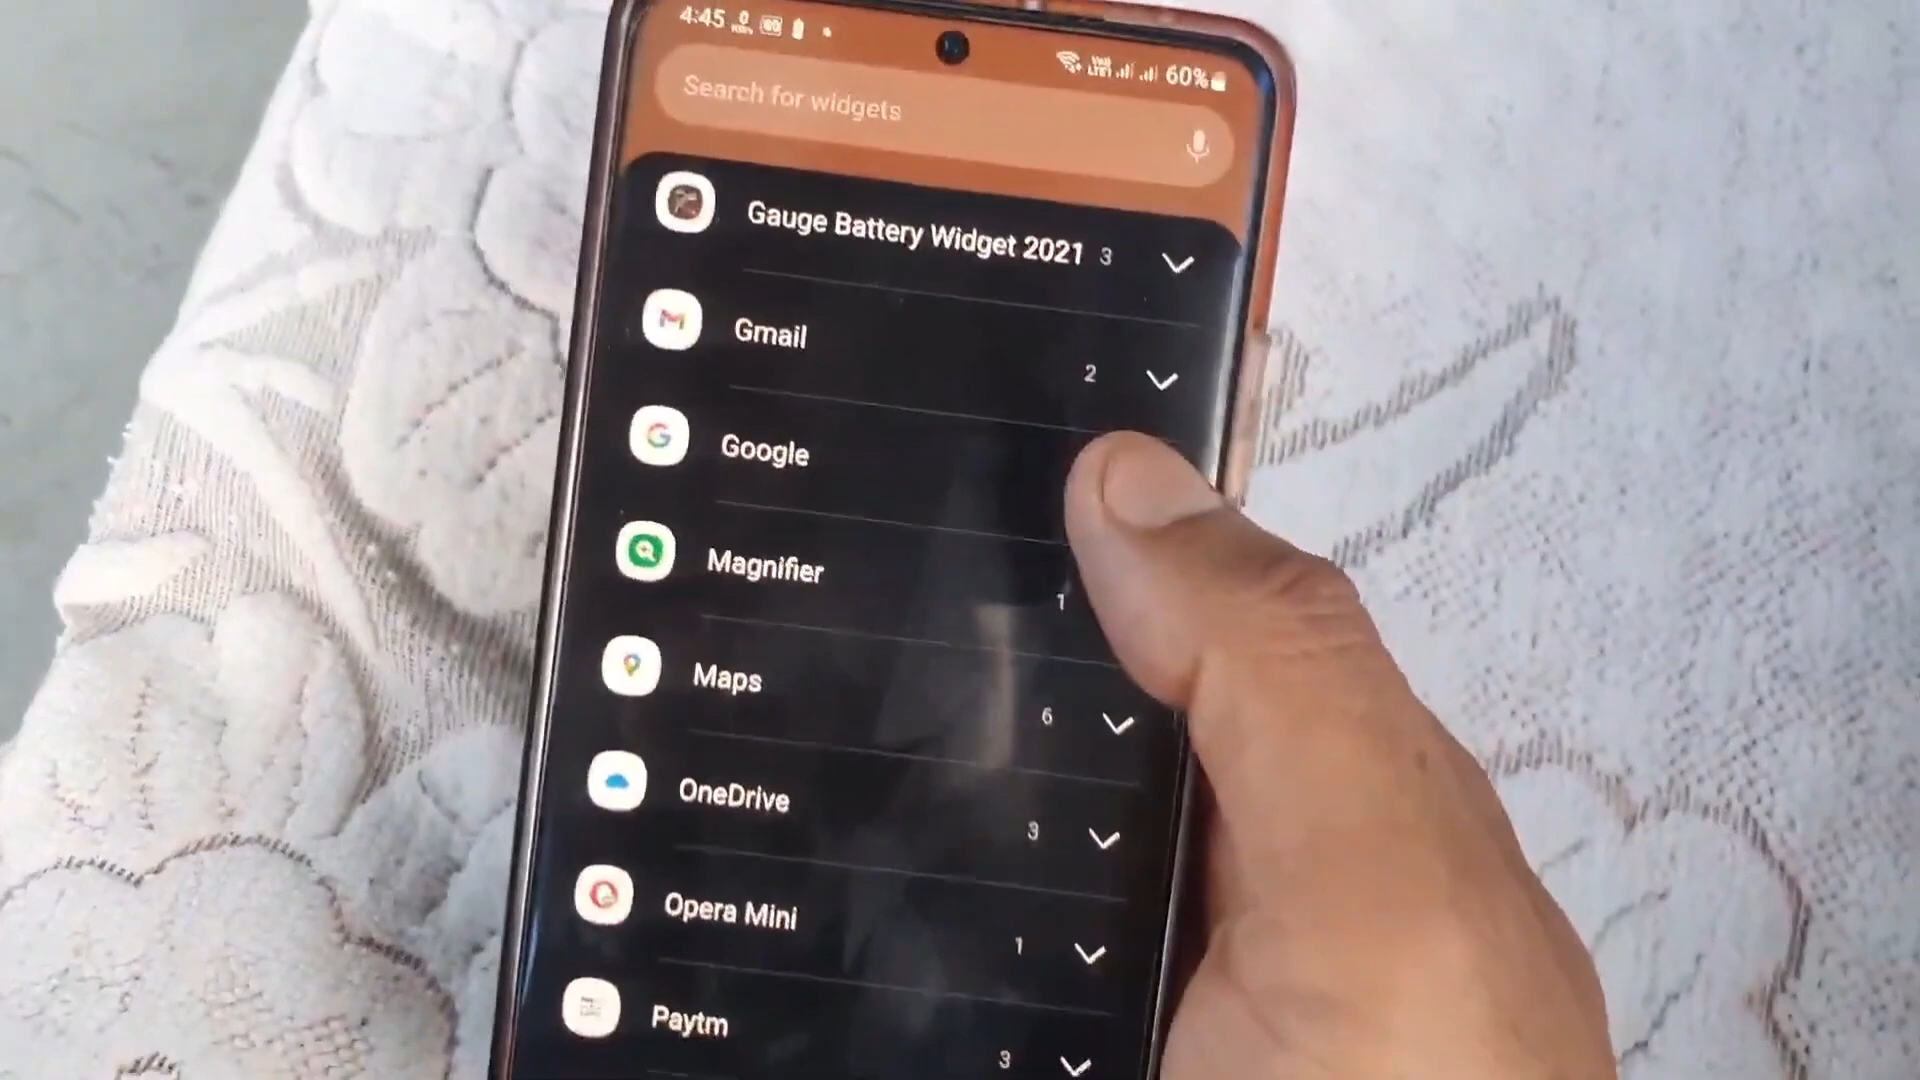 4:45 60%
Search for widgets
Gauge Battery Widget 2021 3
Gmail 2
Google
Magnifier 1
Maps 6
OneDrive 3
Opera Mini 1
Paytm 3